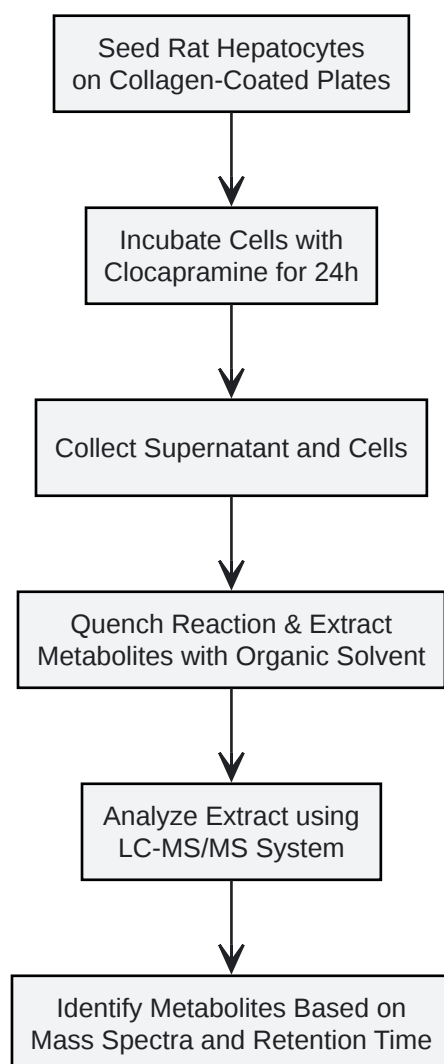 Seed Rat Hepatocytes
on Collagen-Coated Plates
Incubate Cells with
Clocapramine for 24h
Collect Supernatant and Cells
Quench Reaction & Extract
Metabolites with Organic Solvent
Analyze Extract using
LC-MS/MS System
Identify Metabolites Based on
Mass Spectra and Retention Time